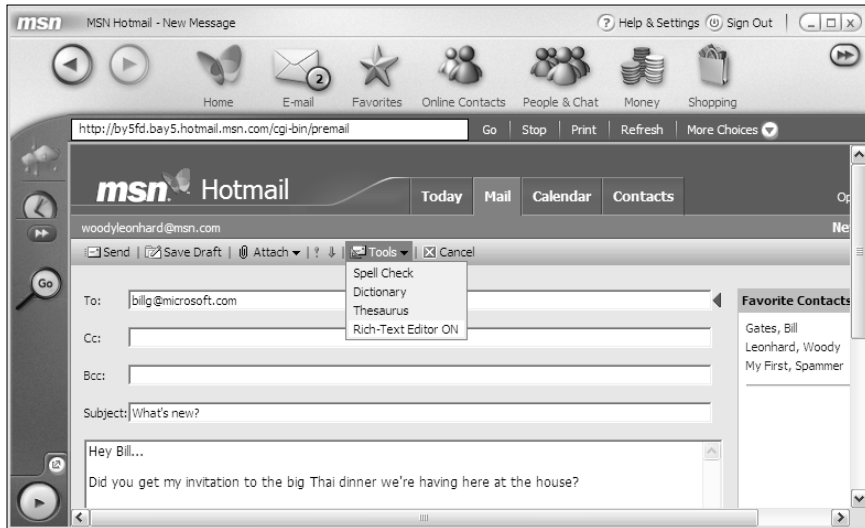 msn MSN Hotmail - New Message ? Help & Settings Sign Out
2
Home E-mail Favorites Online Contacts People & Chat Money Shopping
http://by5fd.bay5.hotmail.msn.com/cgi-bin/premail Go Stop Print Refresh More Choices
msn Hotmail Today Mail Calendar Contacts Op
woodyleonhard@msn.com Ne
Send | Save Draft | Attach | ? | Tools | Cancel
Spell Check
Dictionary
Thesaurus
Rich-Text Editor ON
Go
To: billg@microsoft.com
Cc:
Bcc:
Subject: What's new?
Favorite Contacts
Gates, Bill
Leonhard, Woody
My First, Spammer
Hey Bill...
Did you get my invitation to the big Thai dinner we're having here at the house?